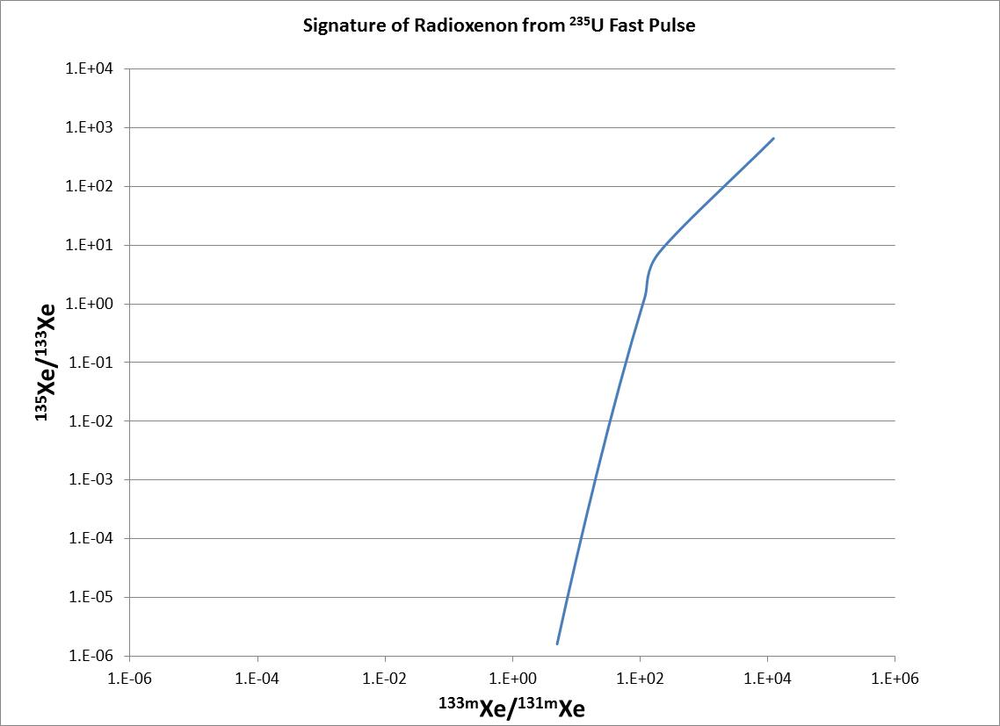 Signature of Radioxenon from ²³⁵U Fast Pulse
1.E+04
1.E+03
1.E+02
1.E+01
1.E+00
1.E-01
1.E-02
1.E-03
1.E-04
1.E-05
1.E-06
¹³⁵Xe/¹³³Xe
1.E-06 1.E-04 1.E-02 1.E+00 1.E+02 1.E+04 1.E+06
¹³³ᵐXe/¹³¹ᵐXe